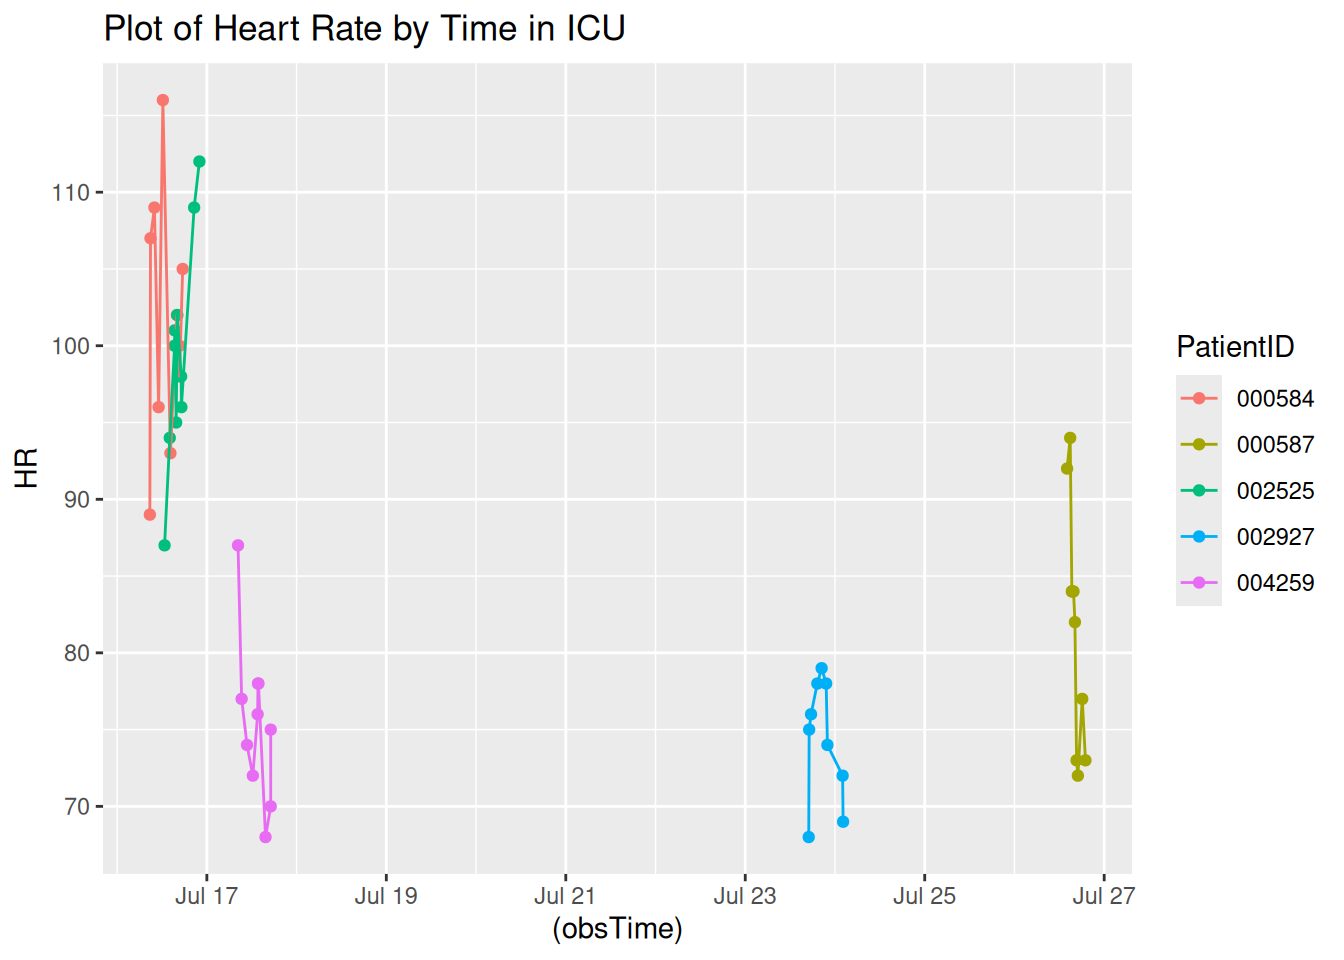 Plot of Heart Rate by Time in ICU
HR
110
100
90
80
70
Jul 17 Jul 19 Jul 21 Jul 23 Jul 25 Jul 27
(obsTime)
PatientID
000584
000587
002525
002927
004259